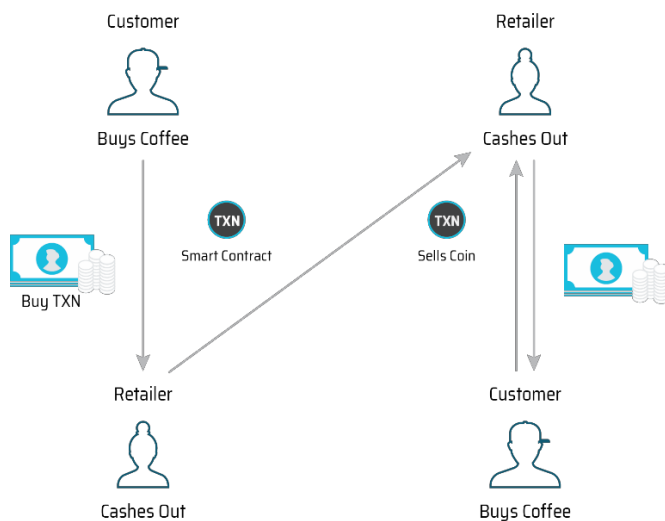 Customer
Retailer
Buys Coffee
Cashes Out
TXN
TXN
Smart Contract
Sells Coin
Buy TXN
Retailer
Customer
Cashes Out
Buys Coffee